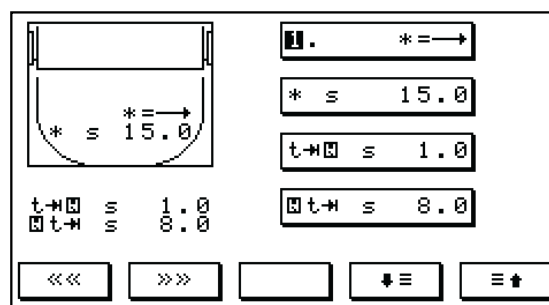 *=→
* s 15.0
t→ s 1.0
t→ s 8.0
1. *=→
* s 15.0
t→ s 1.0
t→ s 8.0
<<
>>